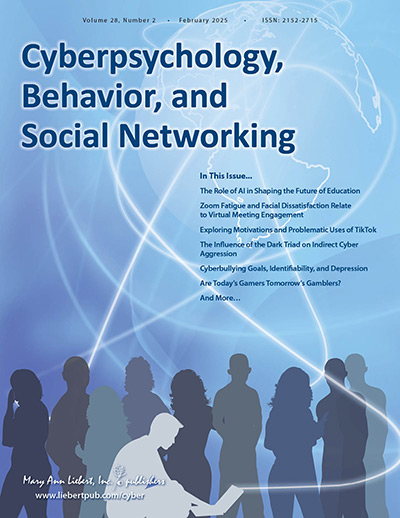 Volume 28, Number 2 • February 2025 • ISSN: 2152-2715
Cyberpsychology,
Behavior, and
Social Networking
In This Issue...
The Role of AI in Shaping the Future of Education
Zoom Fatigue and Facial Dissatisfaction Relate
to Virtual Meeting Engagement
Exploring Motivations and Problematic Uses of TikTok
The Influence of the Dark Triad on Indirect Cyber
Aggression
Cyberbullying Goals, Identifiability, and Depression
Are Today's Gamers Tomorrow's Gamblers?
And More…
Mary Ann Liebert, Inc. publishers
www.liebertpub.com/cyber